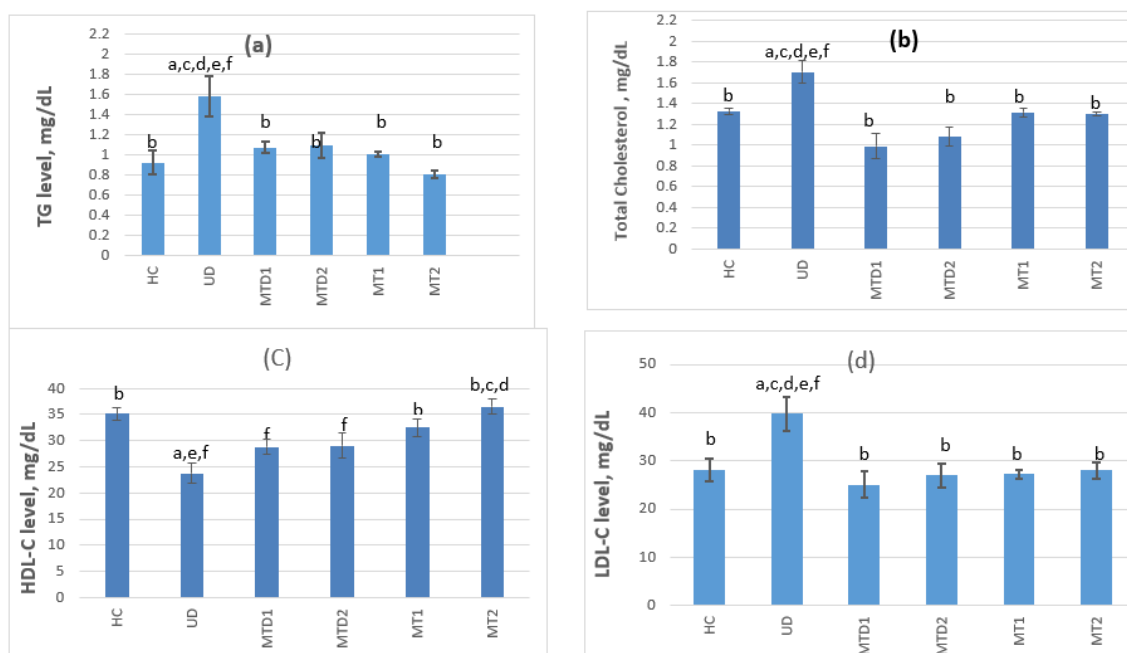 (a)
TG level, mg/dL
2.2
2
1.8
1.6
1.4
1.2
1
0.8
0.6
0.4
0.2
0
b
a,c,d,e,f
b
b
b
b
HC
UD
MTD1
MTD2
MT1
MT2
(b)
Total Cholesterol , mg/dL
2.2
2
1.8
1.6
1.4
1.2
1
0.8
0.6
0.4
0.2
0
b
a,c,d,e,f
b
b
b
b
HC
UD
MTD1
MTD2
MT1
MT2
(C)
HDL-C level, mg/dL
40
35
30
25
20
15
10
5
0
b
a,e,f
f
f
b
b,c,d
HC
UD
MTD1
MTD2
MT1
MT2
(d)
LDL-C level, mg/dL
50
40
30
20
10
0
b
a,c,d,e,f
b
b
b
b
HC
UD
MTD1
MTD2
MT1
MT2